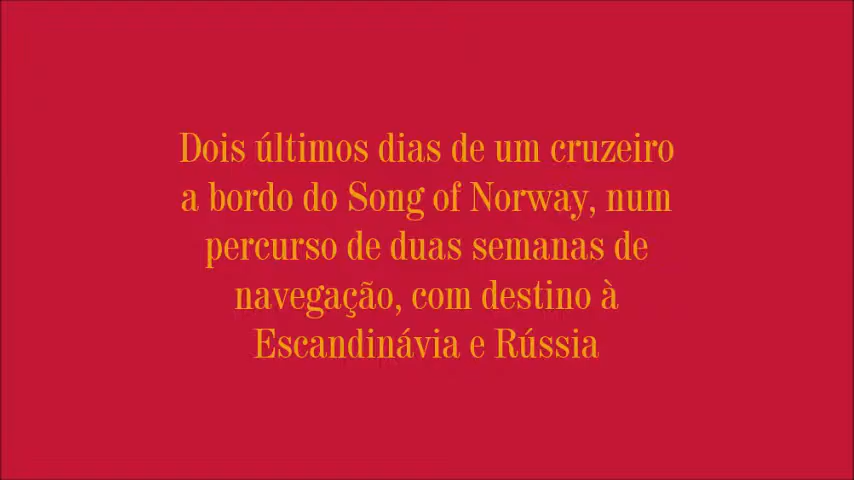 Dois últimos dias de um cruzeiro
a bordo do Song of Norway, num
percurso de duas semanas de
navegação, com destino à
Escandinávia e Rússia